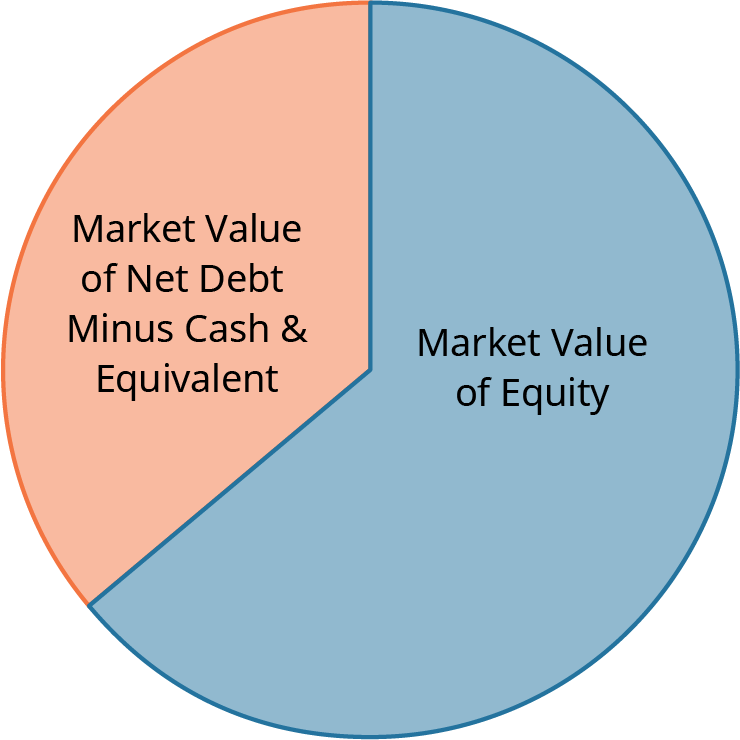 Market Value
of Net Debt
Minus Cash &
Equivalent
Market Value
of Equity